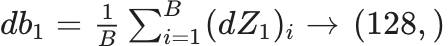 $db_1 = \frac{1}{B} \sum_{i=1}^{B} (dZ_1)_i \rightarrow (128, )$